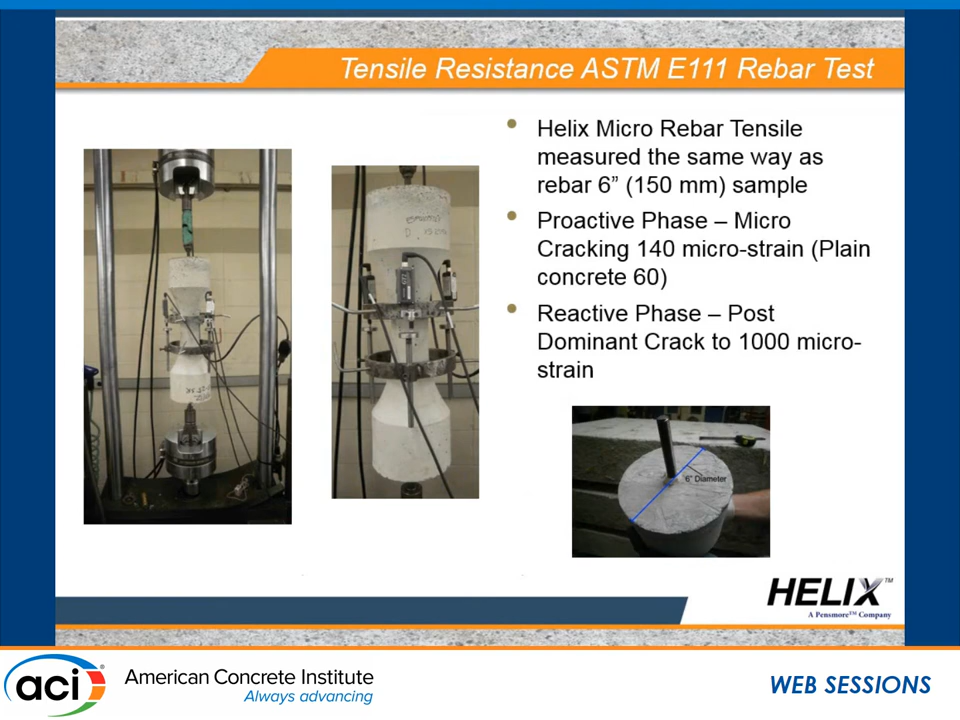 Tensile Resistance ASTM E111 Rebar Test
• Helix Micro Rebar Tensile
measured the same way as
rebar 6” (150 mm) sample
• Proactive Phase – Micro
Cracking 140 micro-strain (Plain
concrete 60)
• Reactive Phase – Post
Dominant Crack to 1000 micro-
strain
6" Diameter
HELIX™
A Pensmore™ Company
aci®
American Concrete Institute
Always advancing
WEB SESSIONS